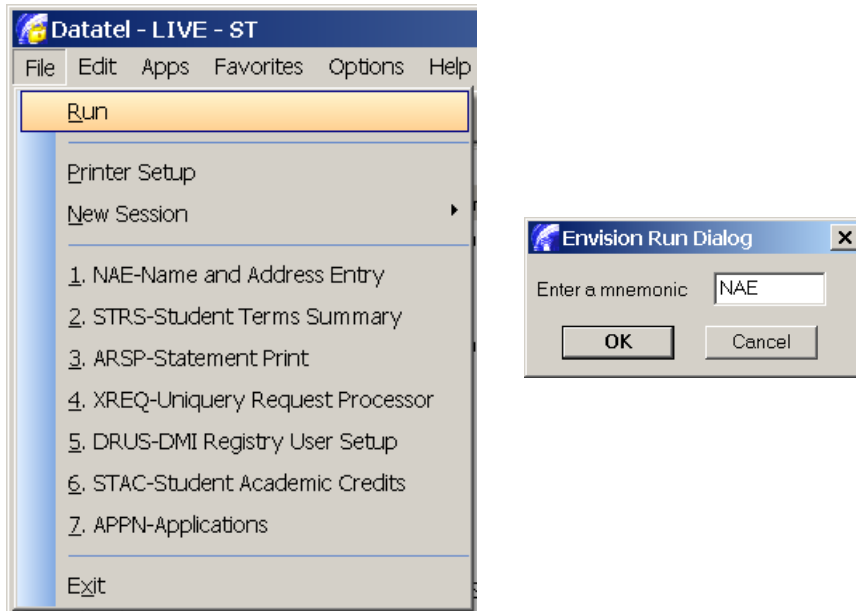 Datatel - LIVE - ST
File Edit Apps Favorites Options Help
Run
Printer Setup
New Session
1. NAE-Name and Address Entry
2. STRS-Student Terms Summary
3. ARSP-Statement Print
4. XREQ-Uniquery Request Processor
5. DRUS-DMI Registry User Setup
6. STAC-Student Academic Credits
7. APPN-Applications
Exit
Envision Run Dialog
Enter a mnemonic NAE
OK Cancel